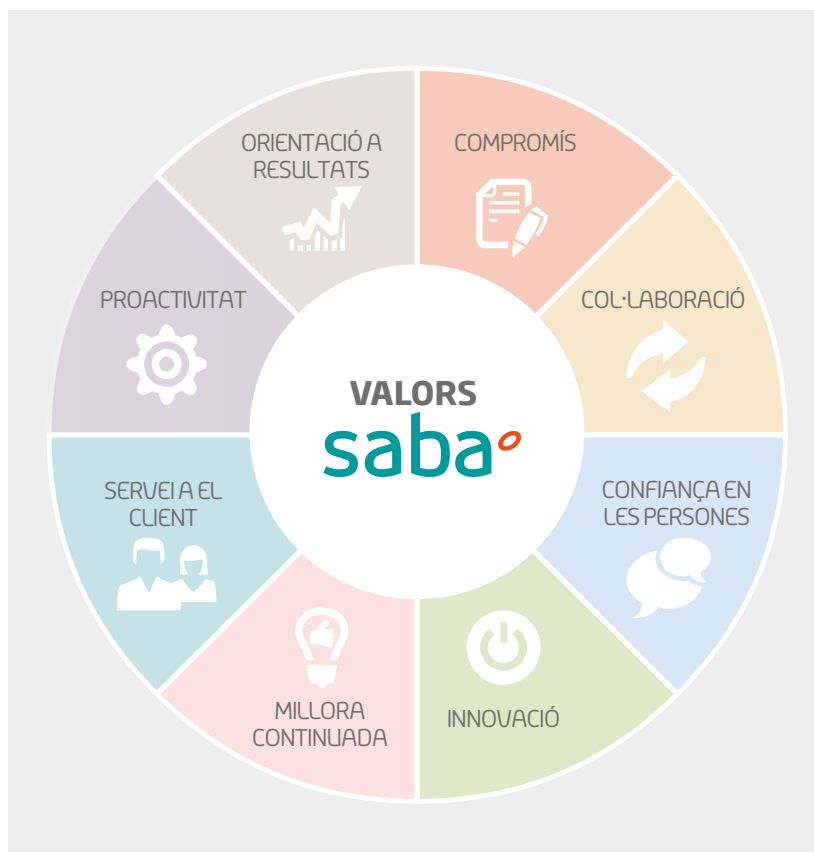 ORIENTACIÓ A
RESULTATS
COMPROMÍS
PROACTIVITAT
COL·LABORACIÓ
VALORS
saba
SERVEI A EL
CLIENT
CONFIANÇA EN
LES PERSONES
MILLORA
CONTINUADA
INNOVACIÓ